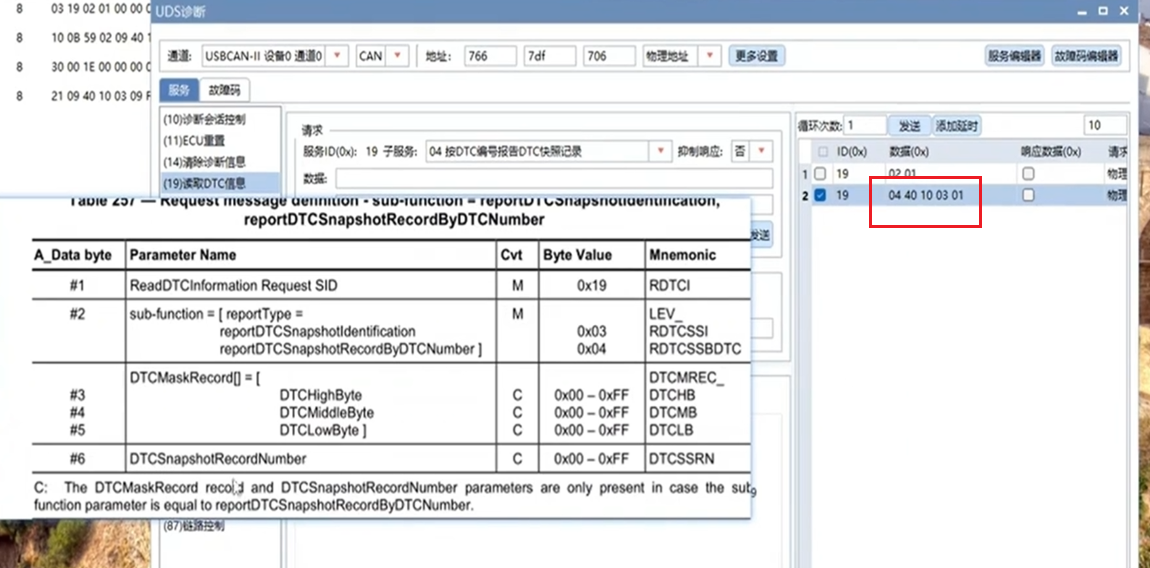 8 03 19 02 01 00 00 0
8 10 0B 59 02 09 40 1
8 30 00 1E 00 00 00 0
8 21 09 40 10 03 09 F
UDS诊断
通道: USBCAN-II 设备0 通道0 CAN 地址: 766 7df 706 物理地址 更多设置 服务编辑器 故障码编辑器
服务 故障码
(10)诊断会话控制
(11)ECU重置
(14)清除诊断信息
(19)读取DTC信息
请求
服务ID(0x): 19 子服务: 04 按DTC编号报告DTC快照记录 抑制响应: 否
数据:
发送
循环次数: 1 发送 添加延时 10
ID(0x) 数据(0x) 响应数据(0x) 请求
1 19 02 01 物理
2 19 04 40 10 03 01 物理
Table 257 — Request message definition - sub-function = reportDTCSnapshotIdentification,
reportDTCSnapshotRecordByDTCNumber
A_Data byte Parameter Name Cvt Byte Value Mnemonic
#1 ReadDTCInformation Request SID M 0x19 RDTCI
#2 sub-function = [ reportType = M LEV_
reportDTCSnapshotIdentification 0x03 RDTCSSI
reportDTCSnapshotRecordByDTCNumber ] 0x04 RDTCSSBDTC
DTCMaskRecord[] = [ DTCMREC_
#3 DTCHighByte C 0x00 – 0xFF DTCHB
#4 DTCMiddleByte C 0x00 – 0xFF DTCMB
#5 DTCLowByte ] C 0x00 – 0xFF DTCLB
#6 DTCSnapshotRecordNumber C 0x00 – 0xFF DTCSSRN
C: The DTCMaskRecord record and DTCSnapshotRecordNumber parameters are only present in case the sub
function parameter is equal to reportDTCSnapshotRecordByDTCNumber.
9
(87)链路控制